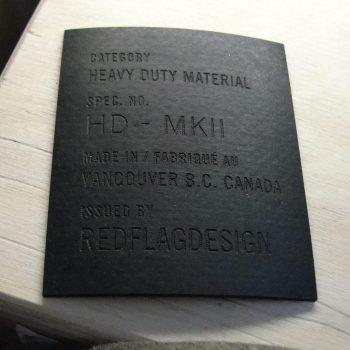 CATEGORY
HEAVY DUTY MATERIAL
SPEC. NO.
HD - MKII
MADE IN / FABRIQUÉ AU
VANCOUVER B.C. CANADA
ISSUED BY
REDFLAGDESIGN